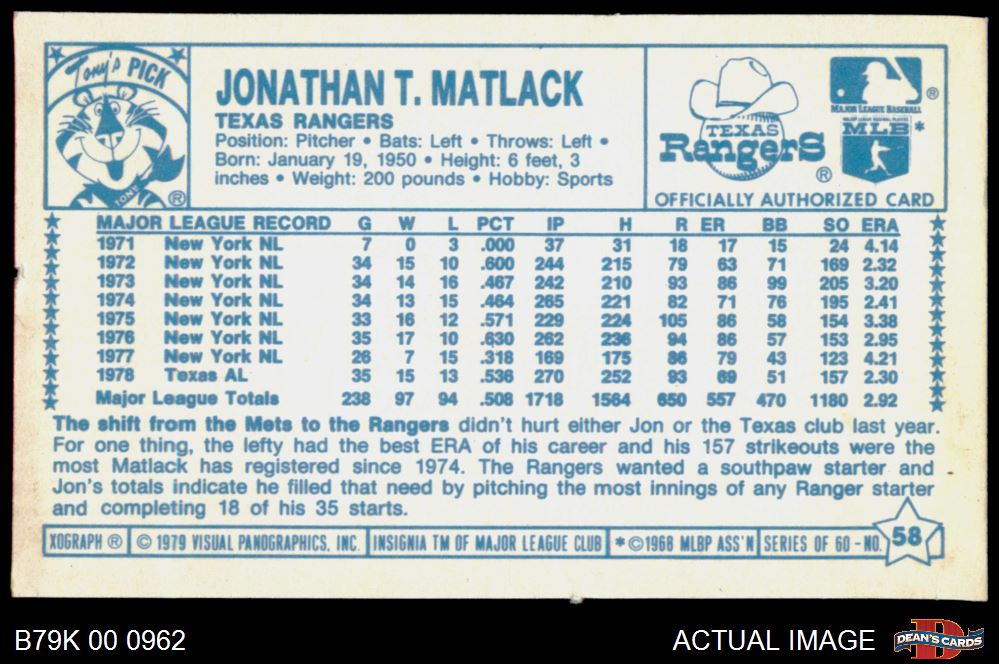 Tony's PICK
TONY ®
JONATHAN T. MATLACK
TEXAS RANGERS
Position: Pitcher • Bats: Left • Throws: Left •
Born: January 19, 1950 • Height: 6 feet, 3
inches • Weight: 200 pounds • Hobby: Sports
TEXAS
RangerS ®
MAJOR LEAGUE BASEBALL ®
MAJOR LEAGUE BASEBALL PLAYERS
MLB *
OFFICIALLY AUTHORIZED CARD
MAJOR LEAGUE RECORD G W L PCT IP H R ER BB SO ERA
1971 New York NL 7 0 3 .000 37 31 18 17 15 24 4.14
1972 New York NL 34 15 10 .600 244 215 79 63 71 169 2.32
1973 New York NL 34 14 16 .467 242 210 93 86 99 205 3.20
1974 New York NL 34 13 15 .464 265 221 82 71 76 195 2.41
1975 New York NL 33 16 12 .571 229 224 105 86 58 154 3.38
1976 New York NL 35 17 10 .630 262 236 94 86 57 153 2.95
1977 New York NL 26 7 15 .318 169 175 86 79 43 123 4.21
1978 Texas AL 35 15 13 .536 270 252 93 69 51 157 2.30
Major League Totals 238 97 94 .508 1718 1564 650 557 470 1180 2.92
The shift from the Mets to the Rangers didn't hurt either Jon or the Texas club last year.
For one thing, the lefty had the best ERA of his career and his 157 strikeouts were the
most Matlack has registered since 1974. The Rangers wanted a southpaw starter and
Jon's totals indicate he filled that need by pitching the most innings of any Ranger starter
and completing 18 of his 35 starts.
XOGRAPH ® © 1979 VISUAL PANOGRAPHICS, INC. INSIGNIA TM OF MAJOR LEAGUE CLUB * © 1968 MLBP ASS'N SERIES OF 60 - NO. 58
B79K 00 0962
ACTUAL IMAGE
D
DEAN'S CARDS